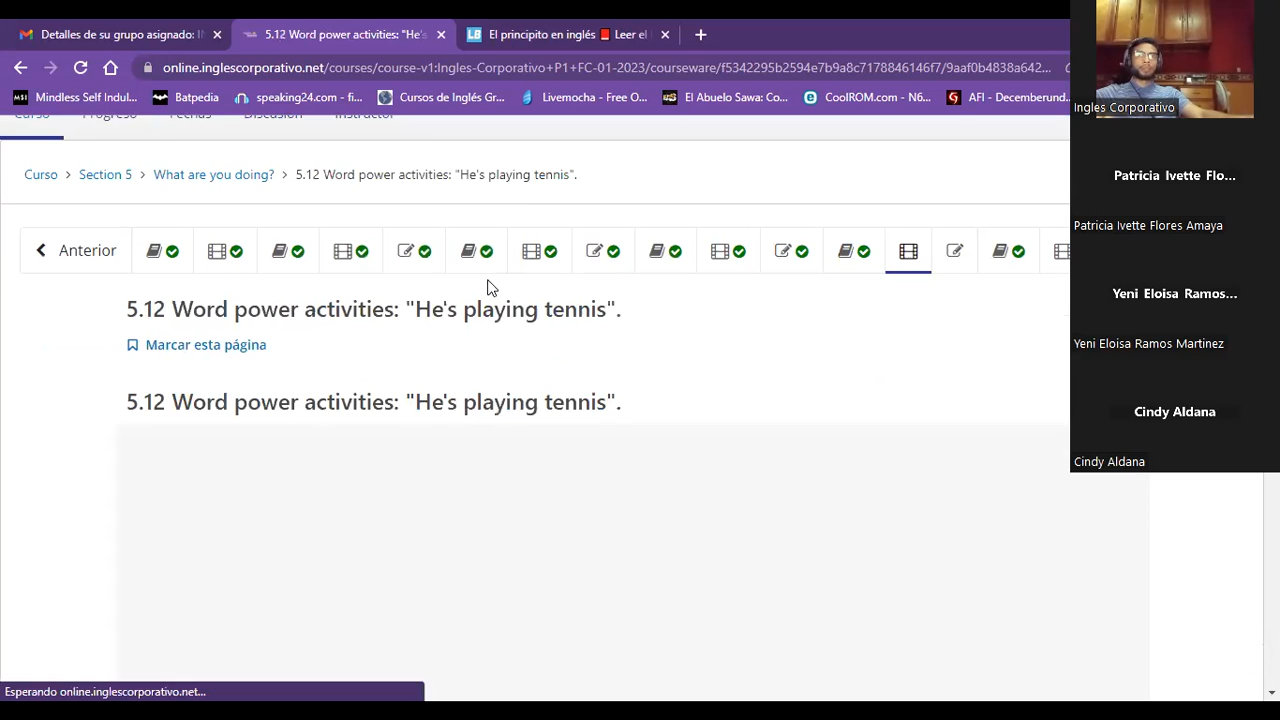 Detalles de su grupo asignado: I
5.12 Word power activities: "He's
El principito en inglés Leer el
online.inglescorporativo.net/courses/course-v1:Ingles-Corporativo+P1+FC-01-2023/courseware/f5342295b2594e7b9a8c7178846146f7/9aaf0b4838a642...
Mindless Self Indul...
Batpedia
speaking24.com - fi...
Cursos de Inglés Gr...
Livemocha - Free O...
El Abuelo Sawa: Co...
CoolROM.com - N6...
AFI - Decemberund...
Curso
Progreso
Fechas
Discusión
Instructor
Curso > Section 5 > What are you doing? > 5.12 Word power activities: "He's playing tennis".
Anterior
5.12 Word power activities: "He's playing tennis".
Marcar esta página
5.12 Word power activities: "He's playing tennis".
Esperando online.inglescorporativo.net...
Ingles Corporativo
Patricia Ivette Flo...
Patricia Ivette Flores Amaya
Yeni Eloisa Ramos...
Yeni Eloisa Ramos Martinez
Cindy Aldana
Cindy Aldana